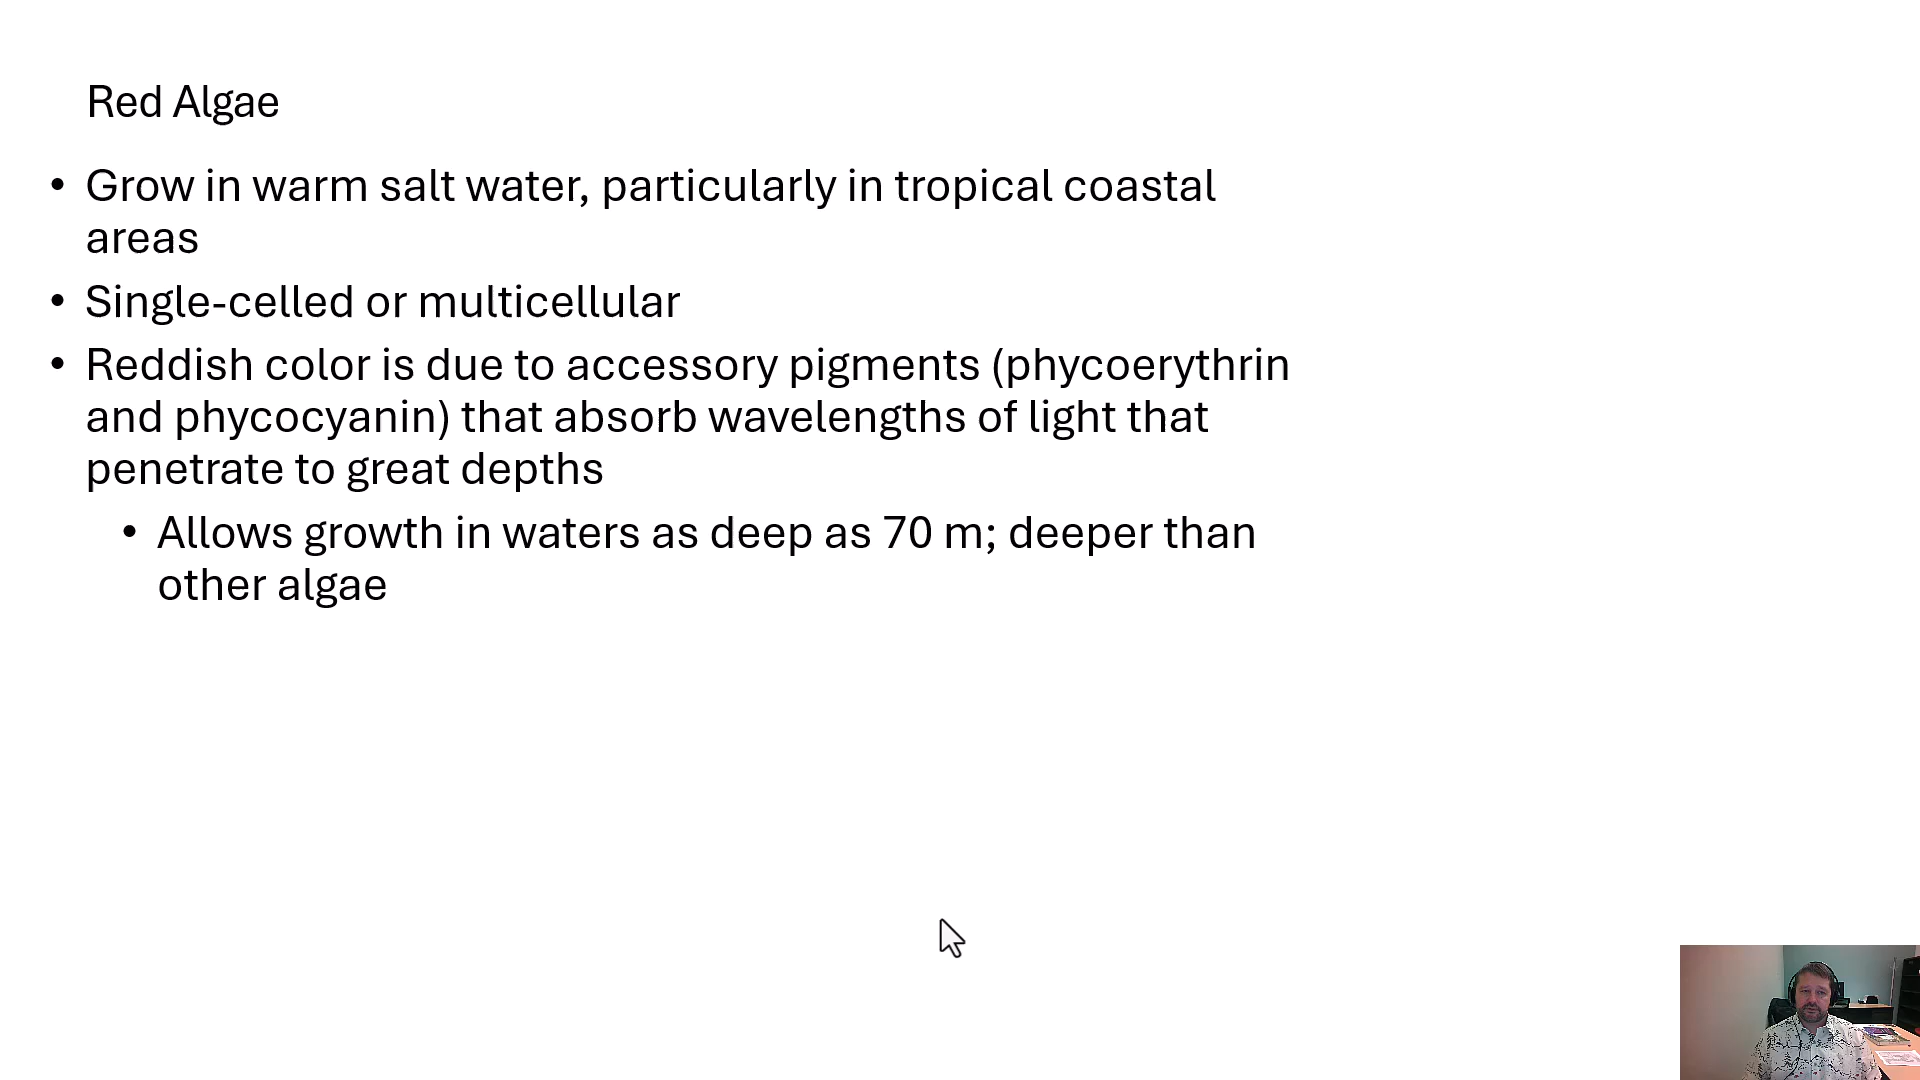 Red Algae
• Grow in warm salt water, particularly in tropical coastal
areas
• Single-celled or multicellular
• Reddish color is due to accessory pigments (phycoerythrin
and phycocyanin) that absorb wavelengths of light that
penetrate to great depths
• Allows growth in waters as deep as 70 m; deeper than
other algae